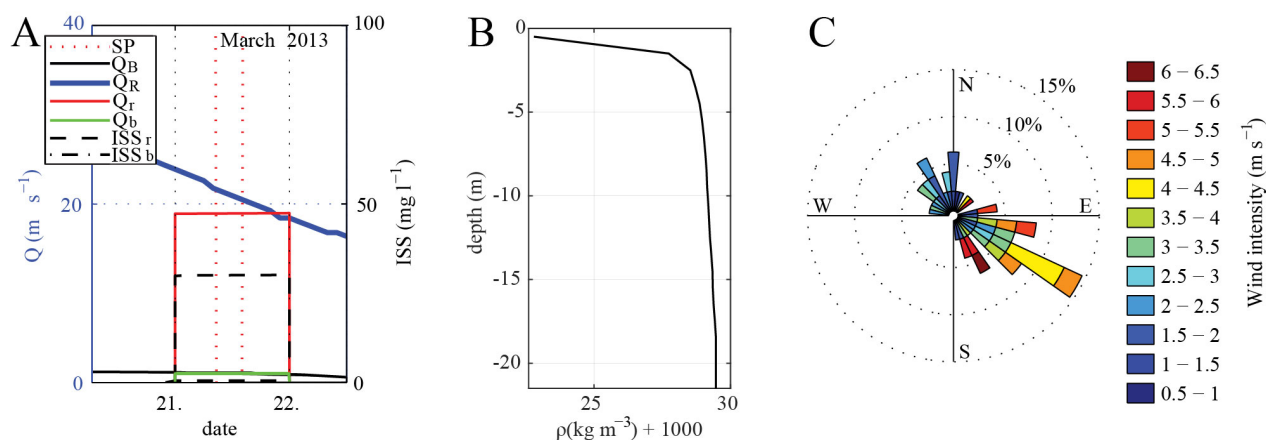 A
40
20
0
Q (m s⁻¹)
March 2013
SP
Q_B
Q_R
Q_r
Q_b
ISS r
ISS b
100
50
0
ISS (mg l⁻¹)
21. 22.
date
B
0
-5
-10
-15
-20
depth (m)
25 30
ρ(kg m⁻³) + 1000
C
N
15%
10%
5%
W E
S
6 – 6.5
5.5 – 6
5 – 5.5
4.5 – 5
4 – 4.5
3.5 – 4
3 – 3.5
2.5 – 3
2 – 2.5
1.5 – 2
1 – 1.5
0.5 – 1
Wind intensity (m s⁻¹)